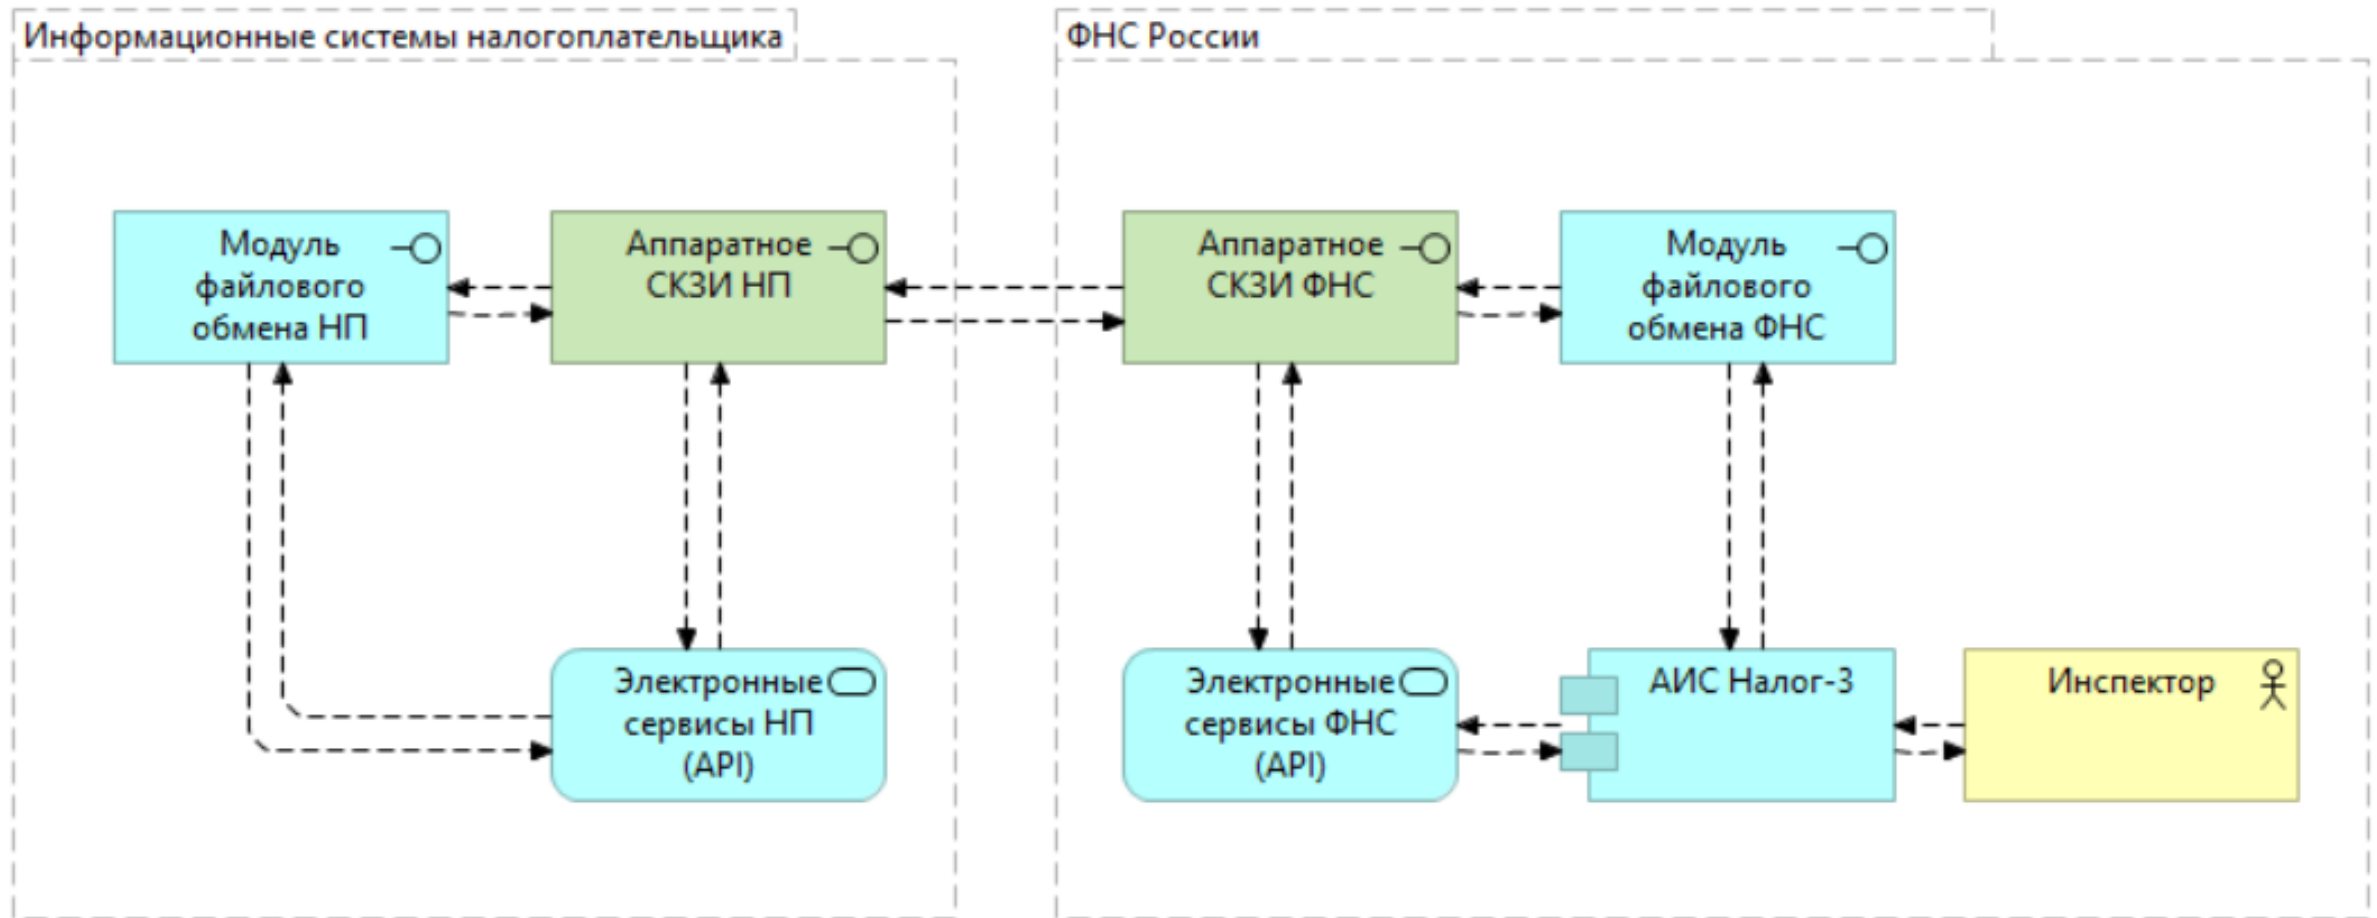 Информационные системы налогоплательщика
ФНС России
Модуль
файлового
обмена НП
Аппаратное
СКЗИ НП
Аппаратное
СКЗИ ФНС
Модуль
файлового
обмена ФНС
Электронные
сервисы НП
(API)
Электронные
сервисы ФНС
(API)
АИС Налог-3
Инспектор